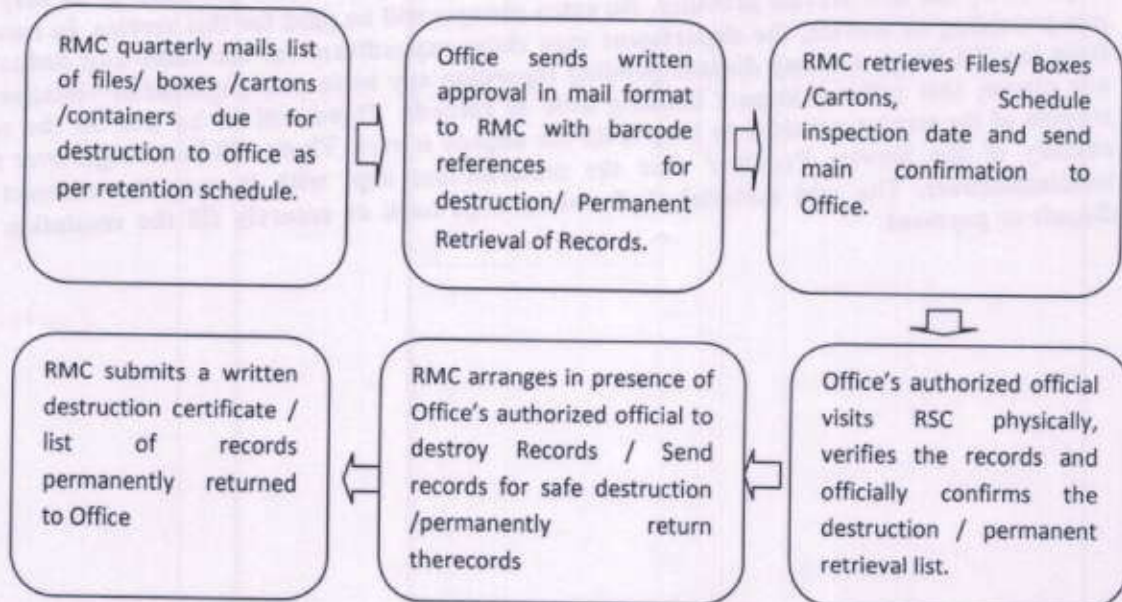 RMC quarterly mails list
of files/ boxes /cartons
/containers due for
destruction to office as
per retention schedule.
Office sends written
approval in mail format
to RMC with barcode
references for
destruction/ Permanent
Retrieval of Records.
RMC retrieves Files/ Boxes
/Cartons, Schedule
inspection date and send
main confirmation to
Office.
Office's authorized official
visits RSC physically,
verifies the records and
officially confirms the
destruction / permanent
retrieval list.
RMC arranges in presence of
Office's authorized official to
destroy Records / Send
records for safe destruction
/permanently return
therecords
RMC submits a written
destruction certificate /
list of records
permanently returned
to Office